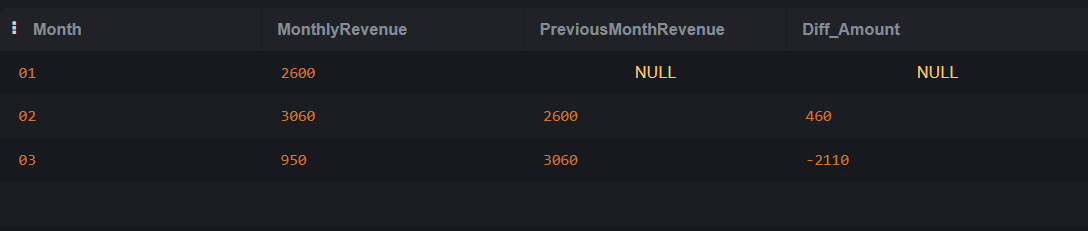 Month MonthlyRevenue PreviousMonthRevenue Diff_Amount
01 2600 NULL NULL
02 3060 2600 460
03 950 3060 -2110